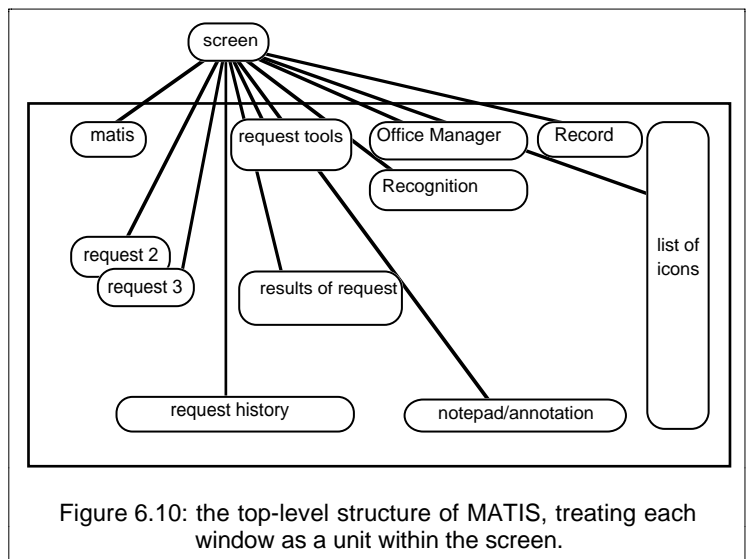 screen
matis
request tools
Office Manager
Record
Recognition
list of
icons
request 2
request 3
results of request
request history
notepad/annotation
Figure 6.10: the top-level structure of MATIS, treating each
window as a unit within the screen.